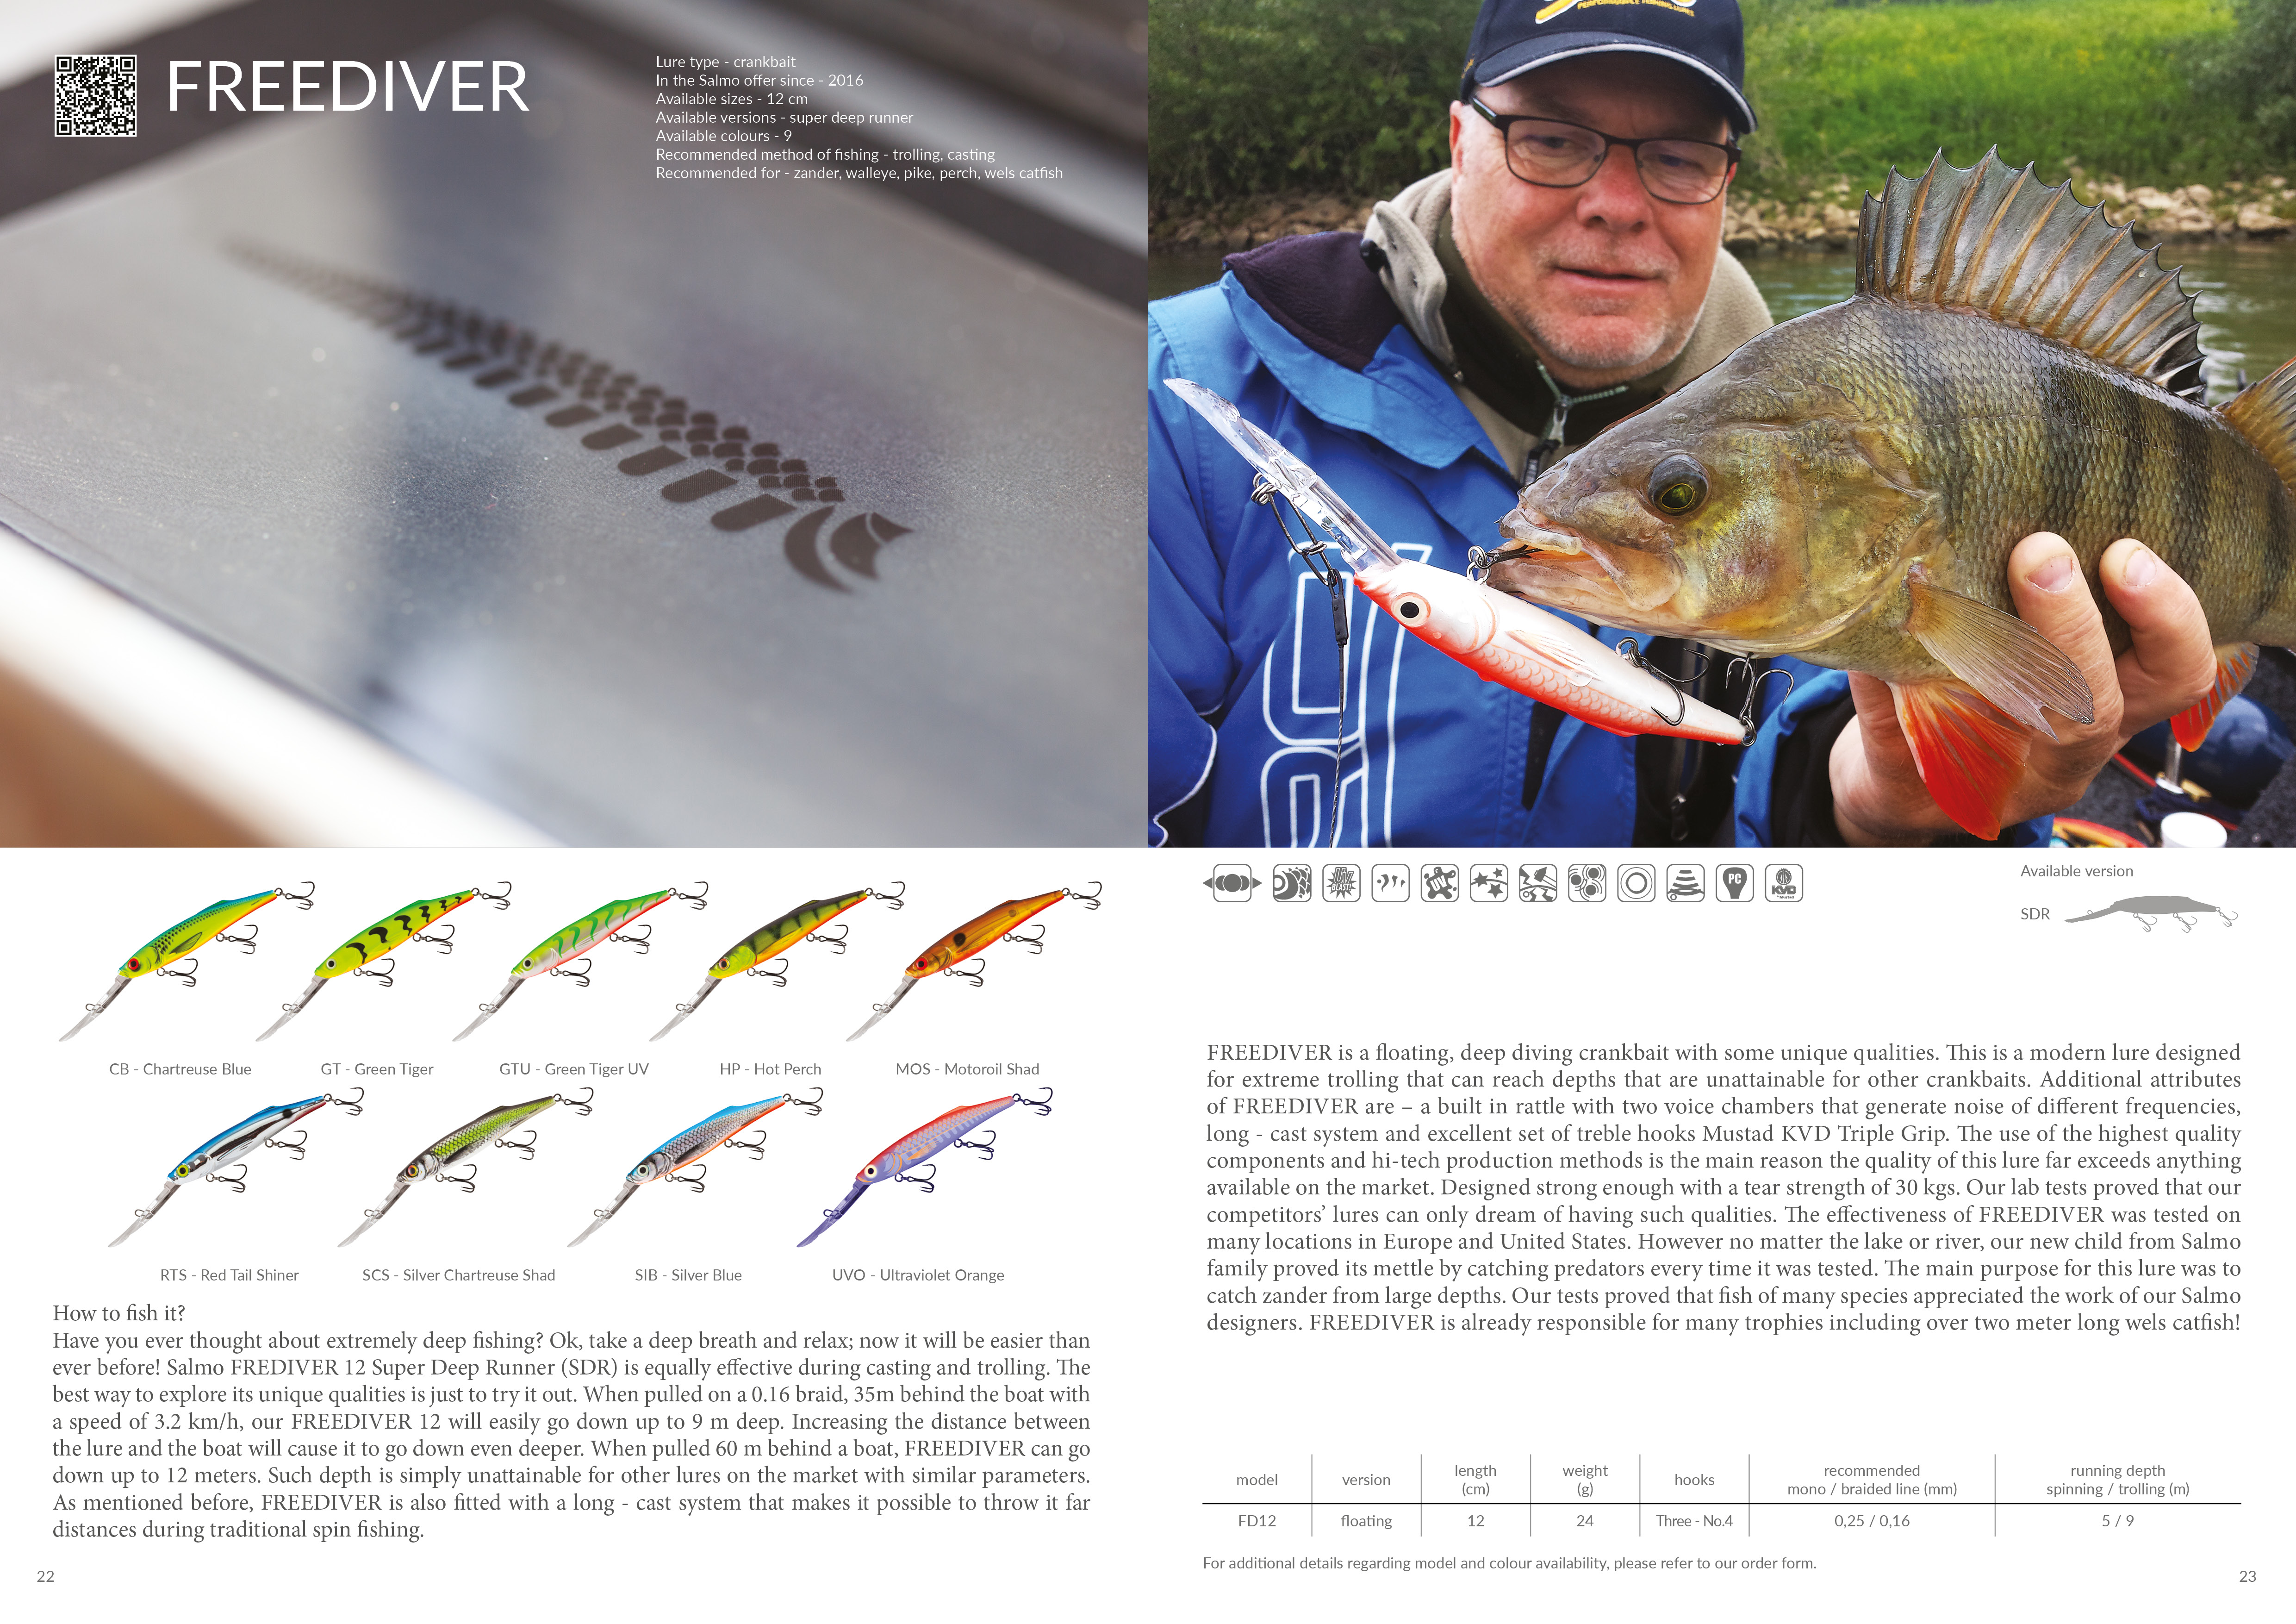 FREEDIVER
Lure type - crankbait
In the Salmo offer since - 2016
Available sizes - 12 cm
Available versions - super deep runner
Available colours - 9
Recommended method of fishing - trolling, casting
Recommended for - zander, walleye, pike, perch, wels catfish
PERFORMANCE FISHING LURES
CB - Chartreuse Blue
GT - Green Tiger
GTU - Green Tiger UV
HP - Hot Perch
MOS - Motoroil Shad
RTS - Red Tail Shiner
SCS - Silver Chartreuse Shad
SIB - Silver Blue
UVO - Ultraviolet Orange
How to fish it?
Have you ever thought about extremely deep fishing? Ok, take a deep breath and relax; now it will be easier than
ever before! Salmo FREDIVER 12 Super Deep Runner (SDR) is equally effective during casting and trolling. The
best way to explore its unique qualities is just to try it out. When pulled on a 0.16 braid, 35m behind the boat with
a speed of 3.2 km/h, our FREEDIVER 12 will easily go down up to 9 m deep. Increasing the distance between
the lure and the boat will cause it to go down even deeper. When pulled 60 m behind a boat, FREEDIVER can go
down up to 12 meters. Such depth is simply unattainable for other lures on the market with similar parameters.
As mentioned before, FREEDIVER is also fitted with a long - cast system that makes it possible to throw it far
distances during traditional spin fishing.
22
UV
PC
KVD
Available version
SDR
FREEDIVER is a floating, deep diving crankbait with some unique qualities. This is a modern lure designed
for extreme trolling that can reach depths that are unattainable for other crankbaits. Additional attributes
of FREEDIVER are – a built in rattle with two voice chambers that generate noise of different frequencies,
long - cast system and excellent set of treble hooks Mustad KVD Triple Grip. The use of the highest quality
components and hi-tech production methods is the main reason the quality of this lure far exceeds anything
available on the market. Designed strong enough with a tear strength of 30 kgs. Our lab tests proved that our
competitors’ lures can only dream of having such qualities. The effectiveness of FREEDIVER was tested on
many locations in Europe and United States. However no matter the lake or river, our new child from Salmo
family proved its mettle by catching predators every time it was tested. The main purpose for this lure was to
catch zander from large depths. Our tests proved that fish of many species appreciated the work of our Salmo
designers. FREEDIVER is already responsible for many trophies including over two meter long wels catfish!
model version length (cm) weight (g) hooks recommended mono / braided line (mm) running depth spinning / trolling (m)
FD12 floating 12 24 Three - No.4 0,25 / 0,16 5 / 9
For additional details regarding model and colour availability, please refer to our order form.
23